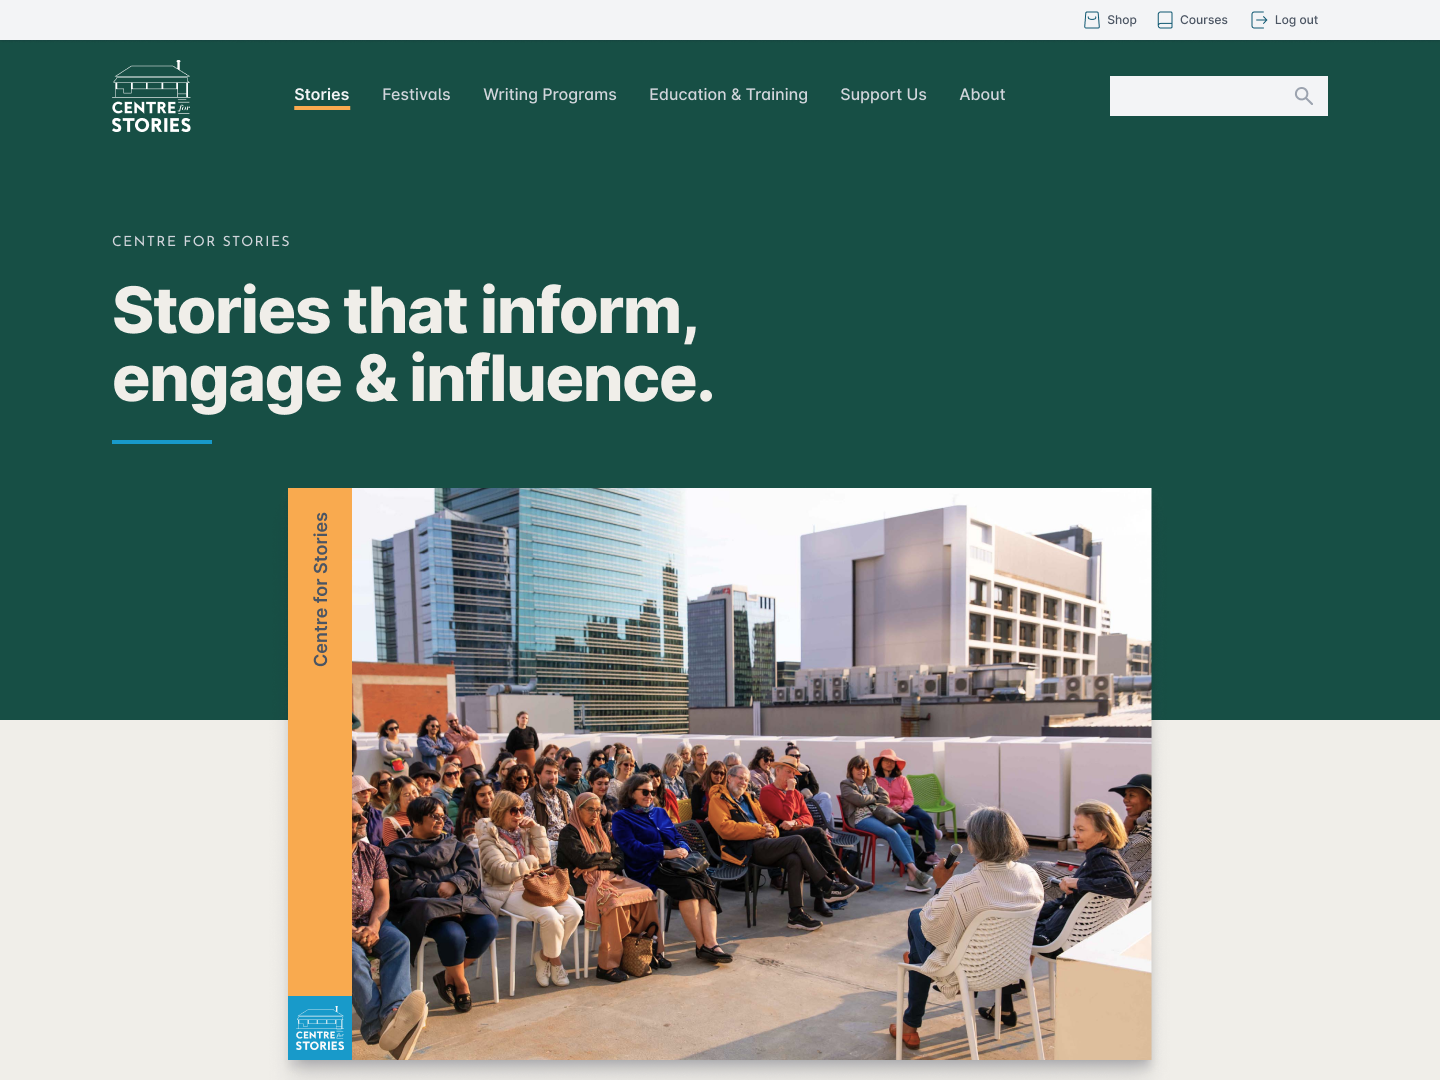 Shop
Courses
Log out
CENTRE for
STORIES
Stories
Festivals
Writing Programs
Education & Training
Support Us
About
CENTRE FOR STORIES
Stories that inform,
engage & influence.
Centre for Stories
CENTRE for
STORIES